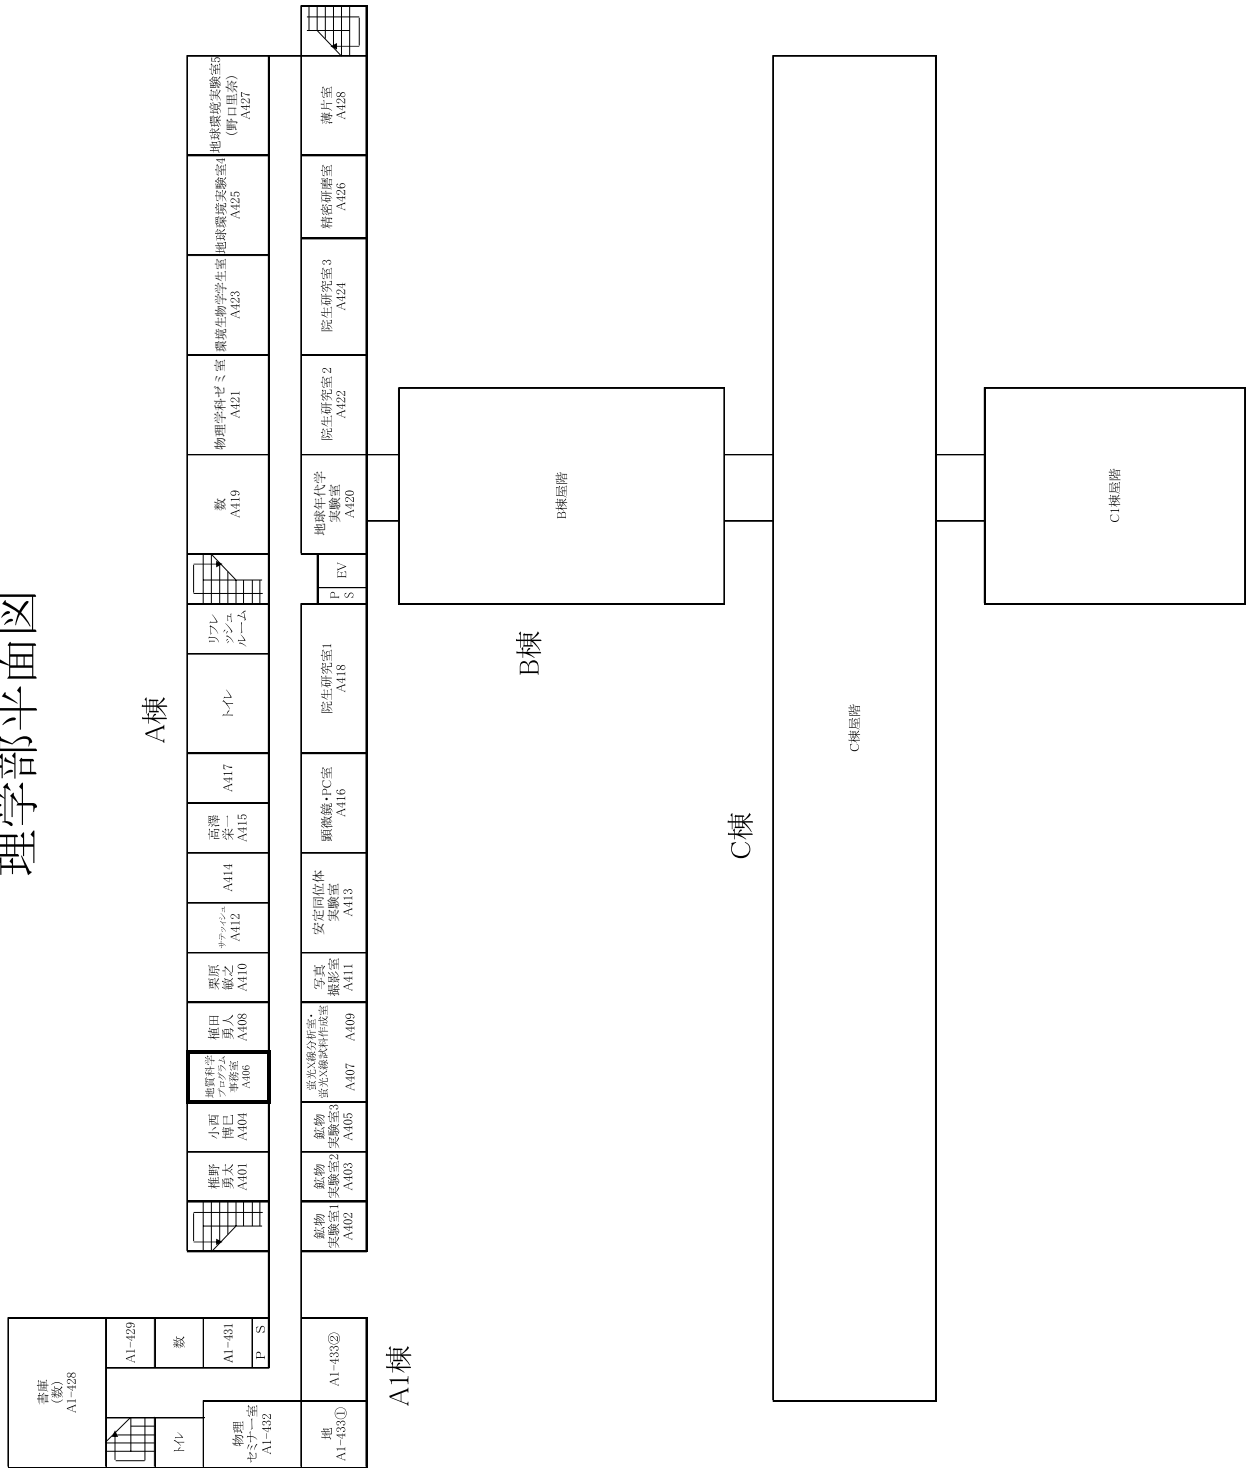 理学部平面図
A棟
B棟
C棟
A1棟
地球環境実験室5
(野口里奈)
A427
地球環境実験室4
A425
環境生物学学生室
A423
物理学科ゼミ室
A421
数
A419
リフレ
ッシュ
ルーム
トイレ
A417
高澤
栄一
A415
A414
サティッシュ
A412
栗原
敏之
A410
植田
勇人
A408
地質科学
プログラム
事務室
A406
小西
博巳
A404
椎野
勇太
A401
薄片室
A428
精密研磨室
A426
院生研究室3
A424
院生研究室2
A422
地球年代学
実験室
A420
EV
P
S
院生研究室1
A418
顕微鏡・PC室
A416
安定同位体
実験室
A413
写真
撮影室
A411
蛍光X線分析室・
蛍光X線試料作成室
A407 A409
鉱物
実験室3
A405
鉱物
実験室2
A403
鉱物
実験室1
A402
B棟屋階
C棟屋階
C1棟屋階
書庫
(数)
A1-428
A1-429
数
A1-431
P S
トイレ
物理
セミナー室
A1-432
A1-433②
地
A1-433①